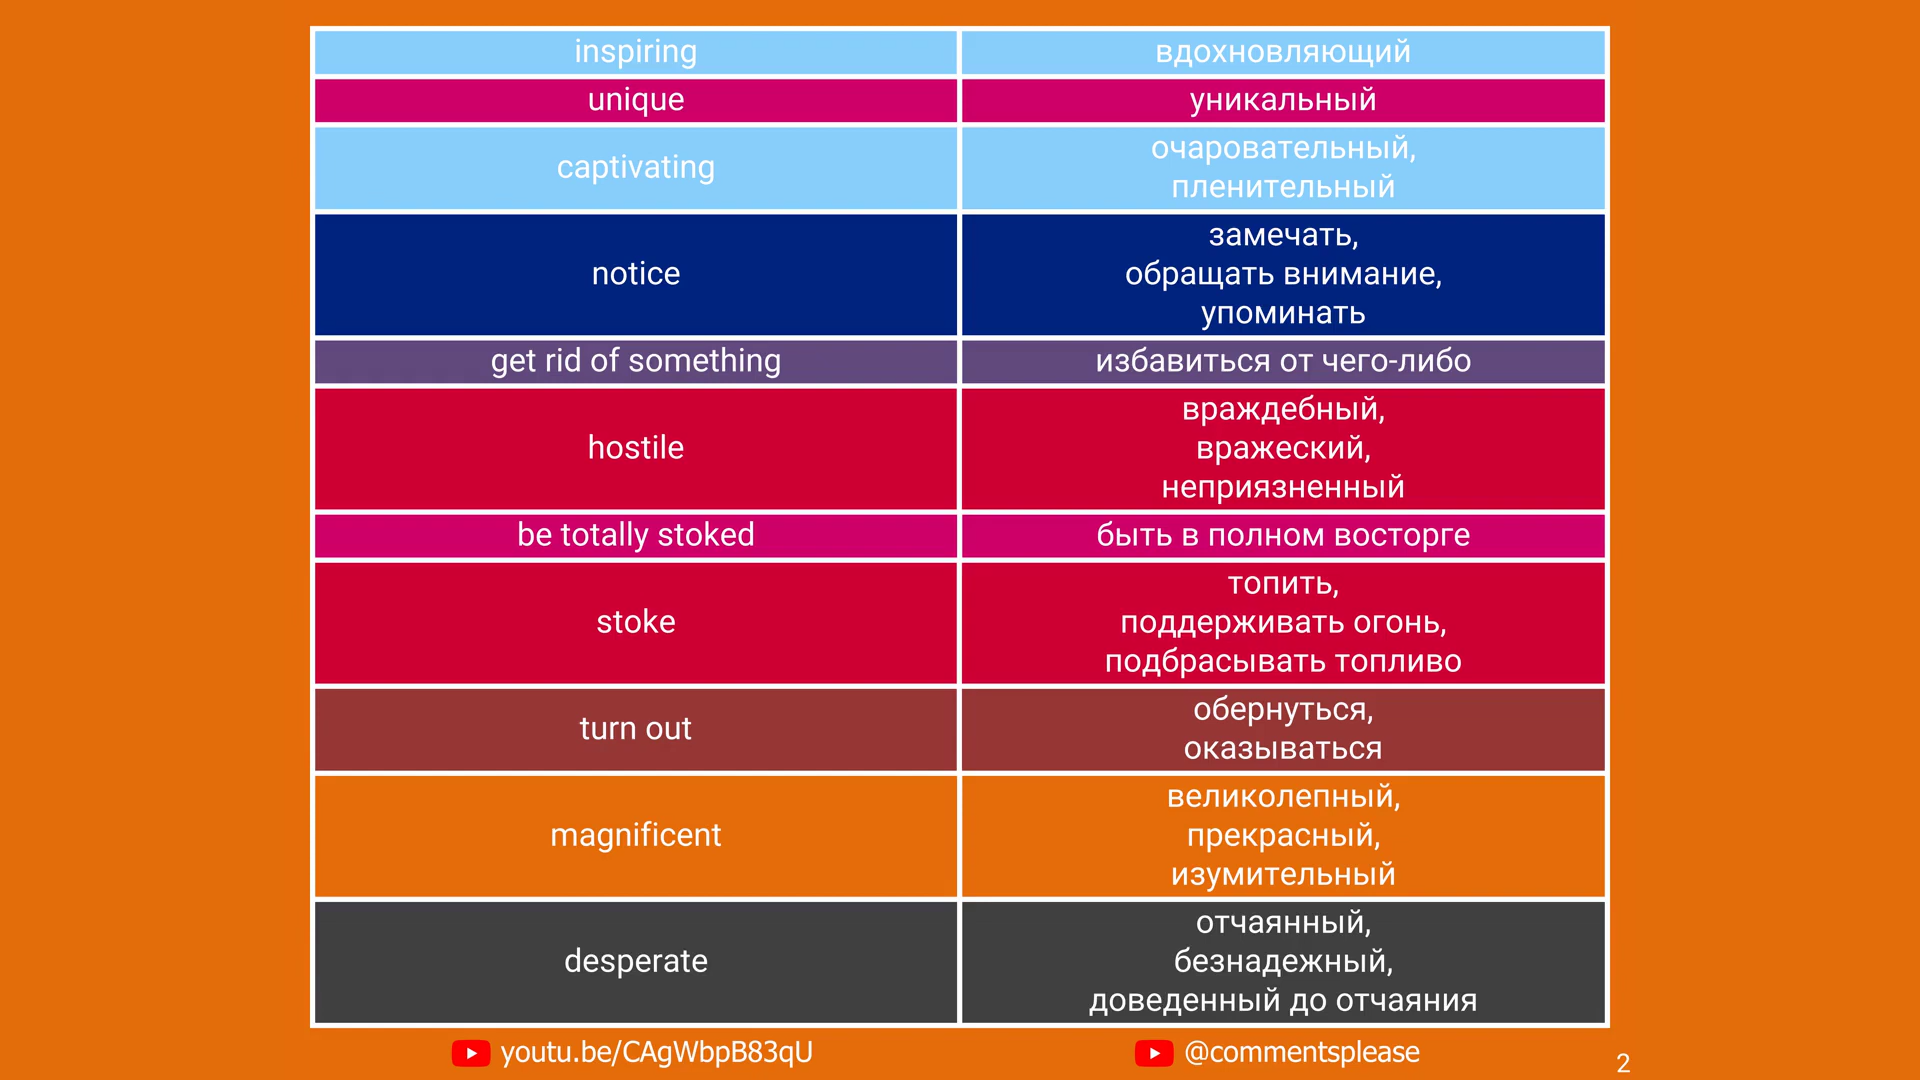 inspiring
вдохновляющий
unique
уникальный
captivating
очаровательный,
пленительный
notice
замечать,
обращать внимание,
упоминать
get rid of something
избавиться от чего-либо
hostile
враждебный,
вражеский,
неприязненный
be totally stoked
быть в полном восторге
stoke
топить,
поддерживать огонь,
подбрасывать топливо
turn out
обернуться,
оказываться
magnificent
великолепный,
прекрасный,
изумительный
desperate
отчаянный,
безнадежный,
доведенный до отчаяния
youtu.be/CAgWbpB83qU
@commentsplease
2